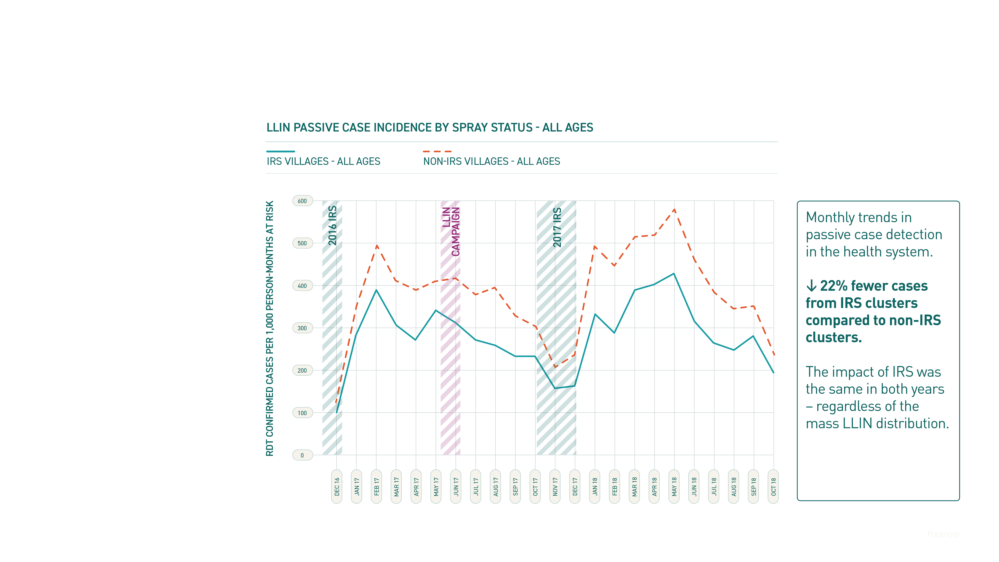 LLIN PASSIVE CASE INCIDENCE BY SPRAY STATUS - ALL AGES
IRS VILLAGES - ALL AGES
NON-IRS VILLAGES - ALL AGES
RDT CONFIRMED CASES PER 1,000 PERSON-MONTHS AT RISK
600
500
400
300
200
100
0
2016 IRS
LLIN
CAMPAIGN
2017 IRS
DEC 16
JAN 17
FEB 17
MAR 17
APR 17
MAY 17
JUN 17
JUL 17
AUG 17
SEP 17
OCT 17
NOV 17
DEC 17
JAN 18
FEB 18
MAR 18
APR 18
MAY 18
JUN 18
JUL 18
AUG 18
SEP 18
OCT 18
Monthly trends in
passive case detection
in the health system.
↓ 22% fewer cases
from IRS clusters
compared to non-IRS
clusters.
The impact of IRS was
the same in both years
– regardless of the
mass LLIN distribution.
Footnote